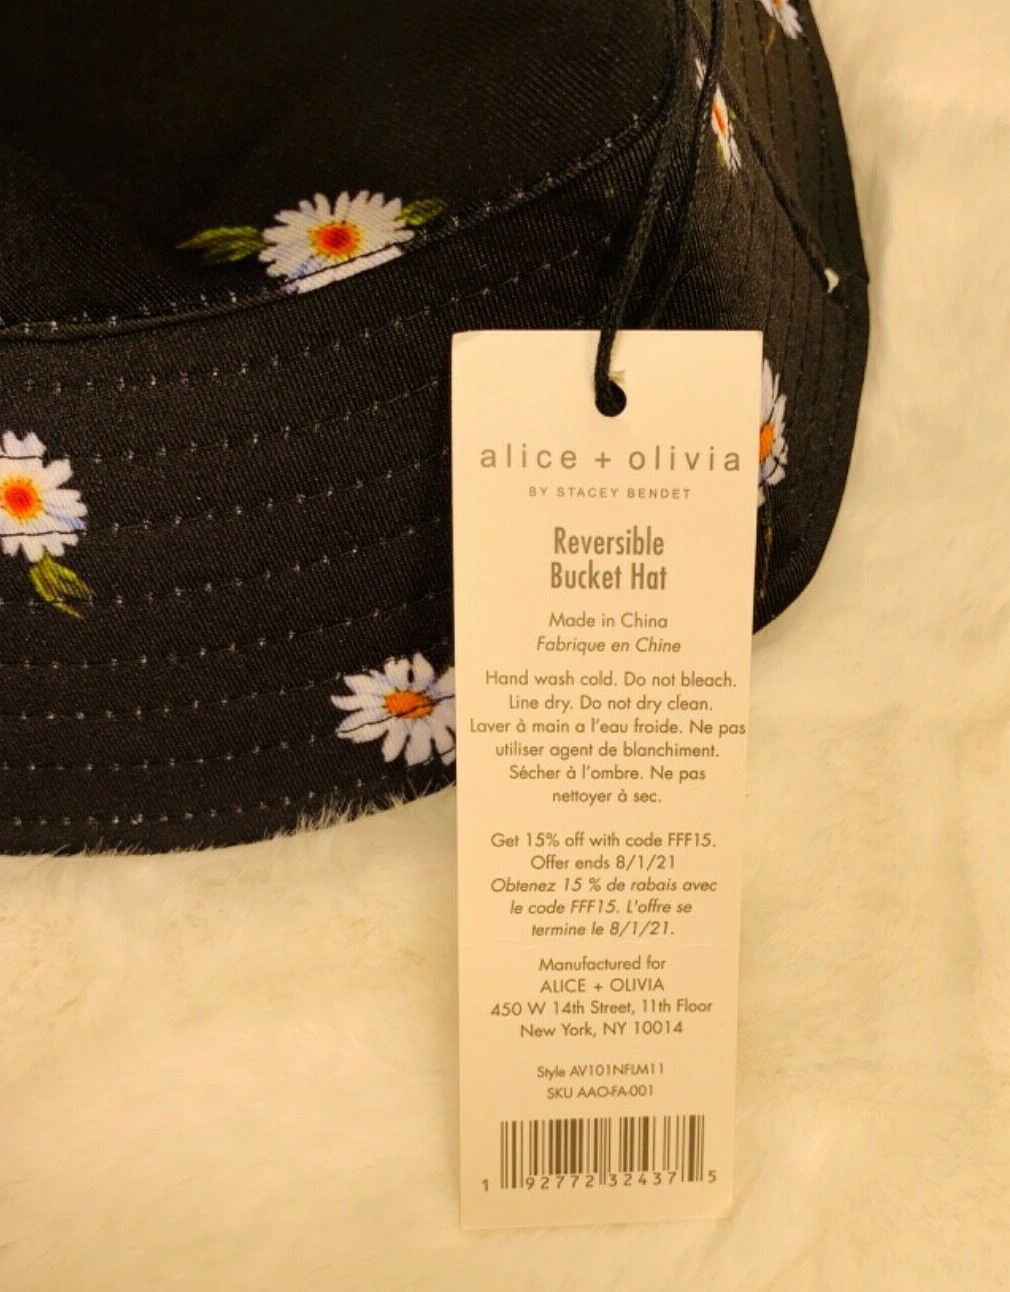 alice + olivia
BY STACEY BENDET
Reversible
Bucket Hat
Made in China
Fabrique en Chine
Hand wash cold. Do not bleach.
Line dry. Do not dry clean.
Laver à main a l'eau froide. Ne pas
utiliser agent de blanchiment.
Sécher à l'ombre. Ne pas
nettoyer à sec.
Get 15% off with code FFF15.
Offer ends 8/1/21
Obtenez 15 % de rabais avec
le code FFF15. L'offre se
termine le 8/1/21.
Manufactured for
ALICE + OLIVIA
450 W 14th Street, 11th Floor
New York, NY 10014
Style AV101NFLM11
SKU AAO-FA-001
1 92772 32437 5